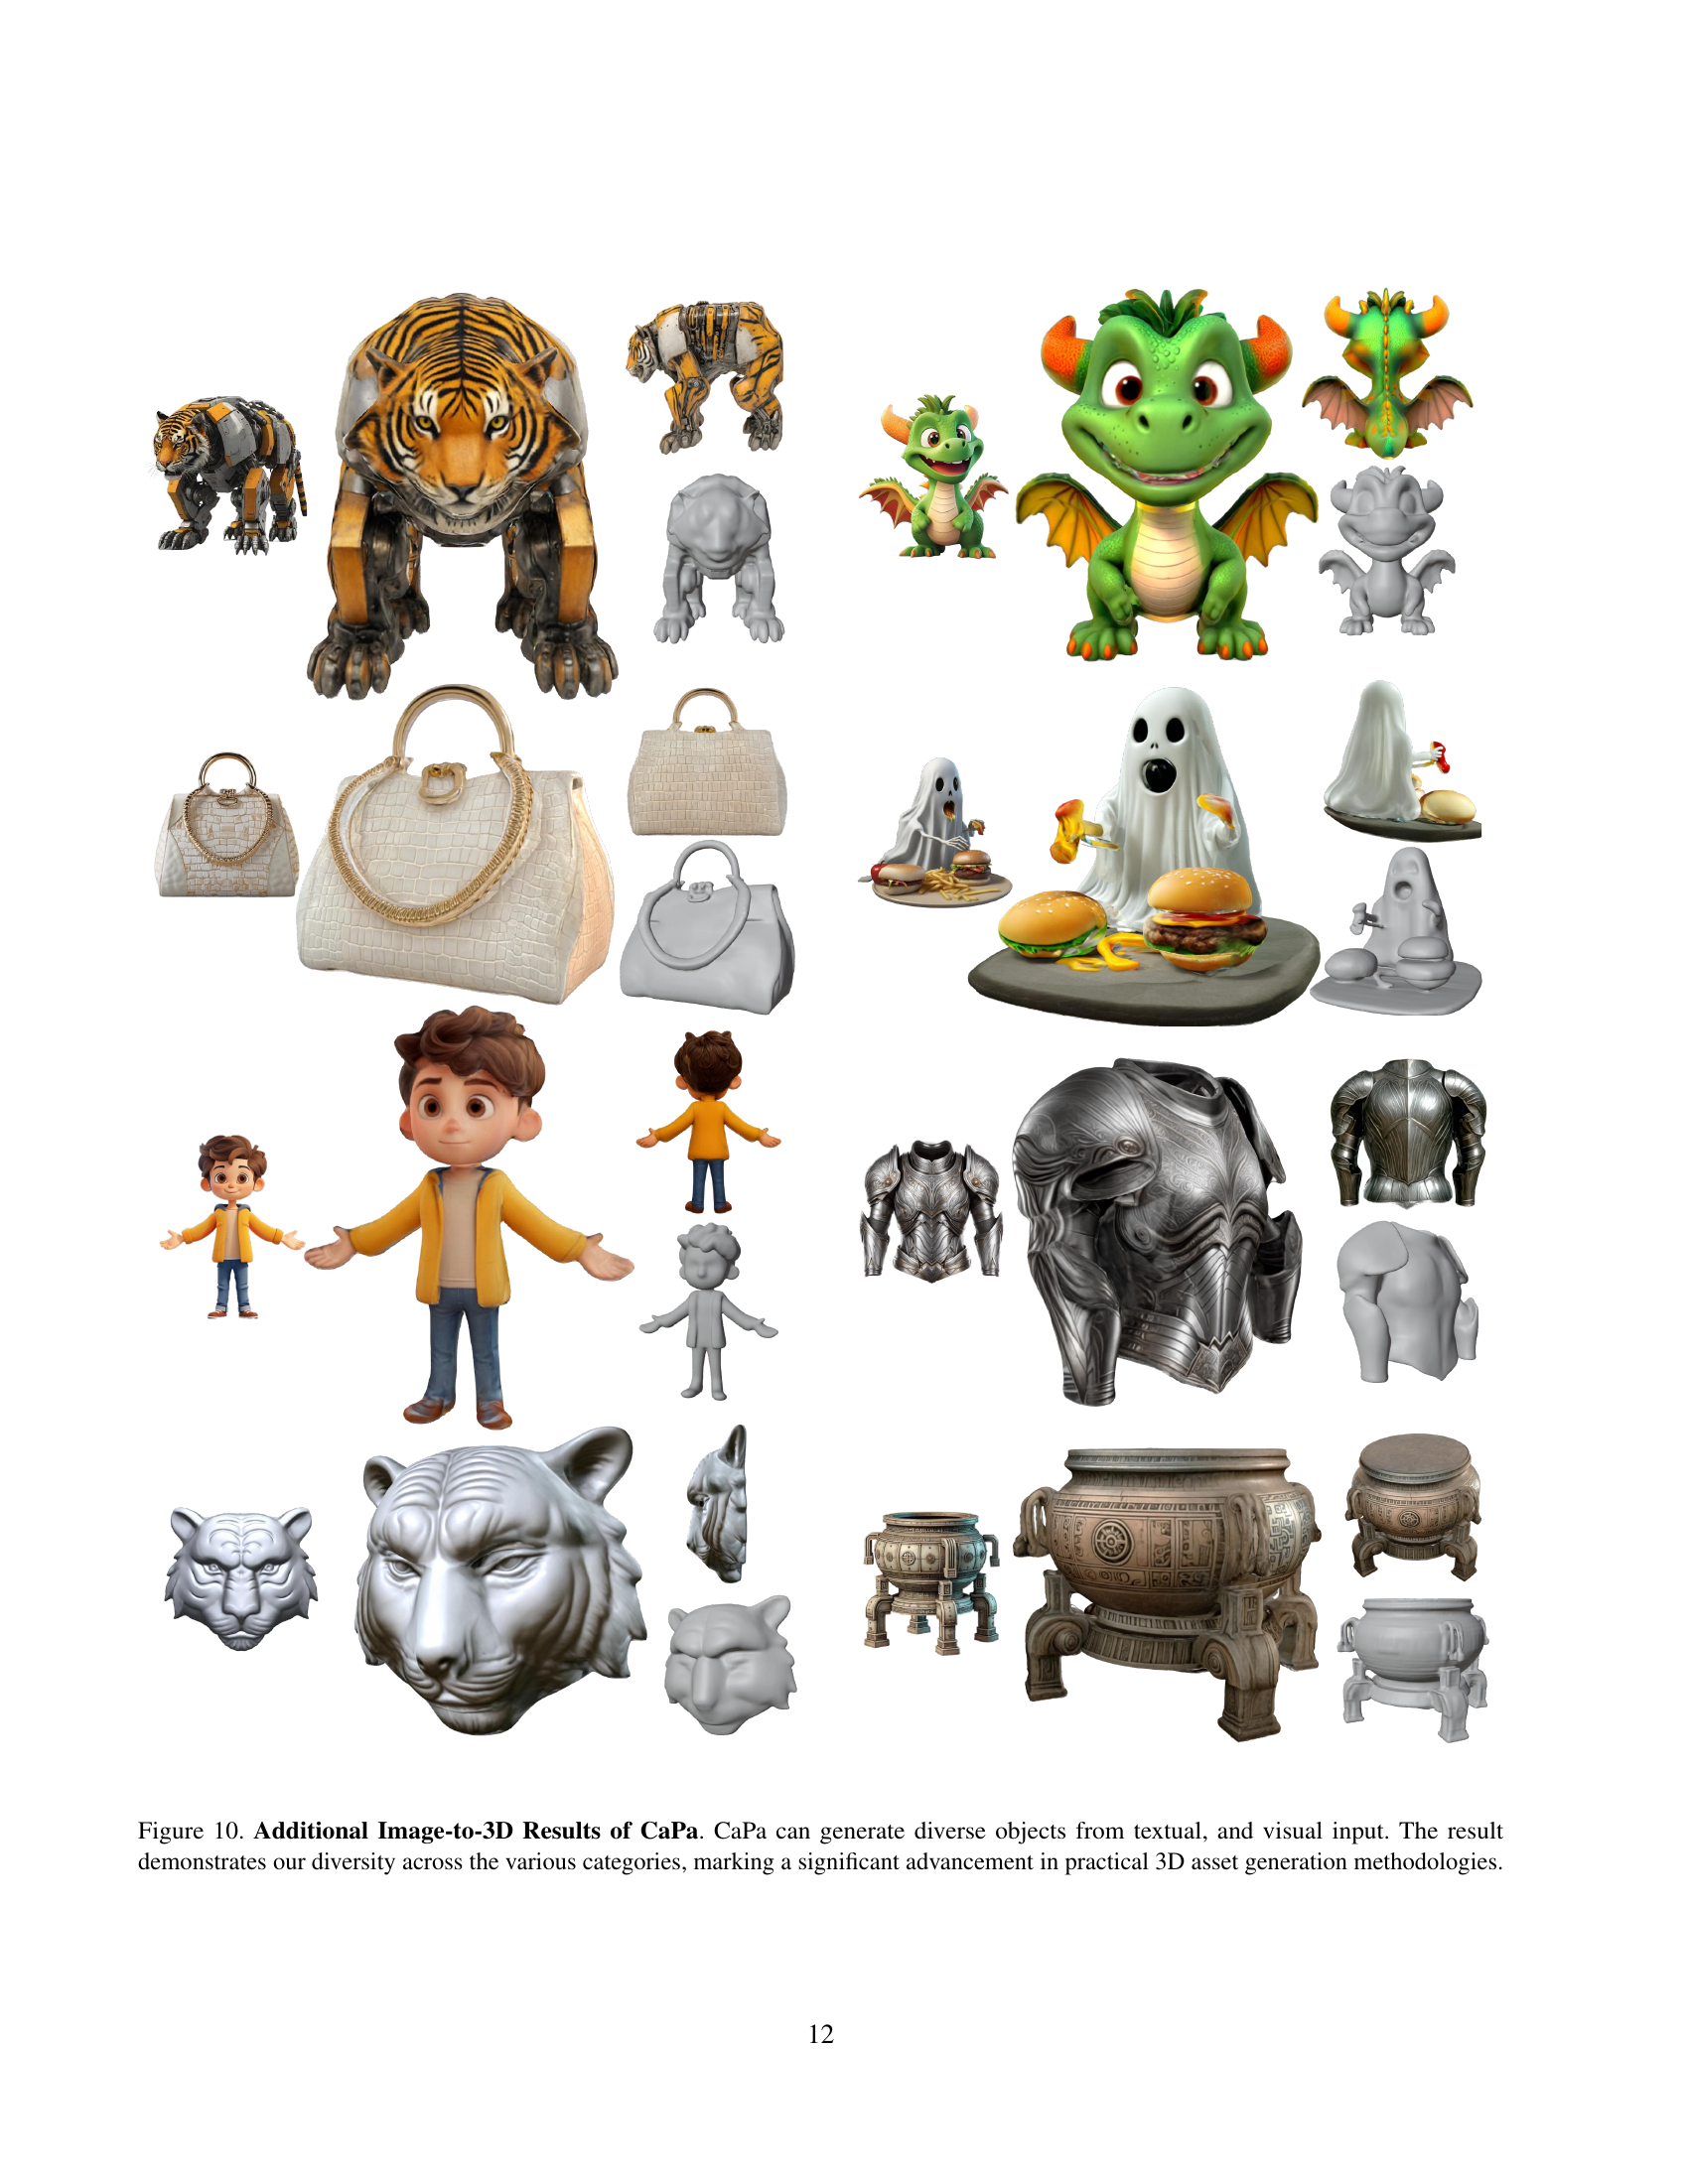 Figure 10. Additional Image-to-3D Results of CaPa. CaPa can generate diverse objects from textual, and visual input. The result
demonstrates our diversity across the various categories, marking a significant advancement in practical 3D asset generation methodologies.
12